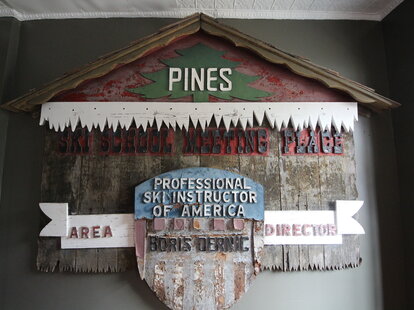 PINES
SKI SCHOOL MEETING PLACE
PROFESSIONAL
SKI INSTRUCTOR
OF AMERICA
AREA DIRECTOR
BORIS DERNIC